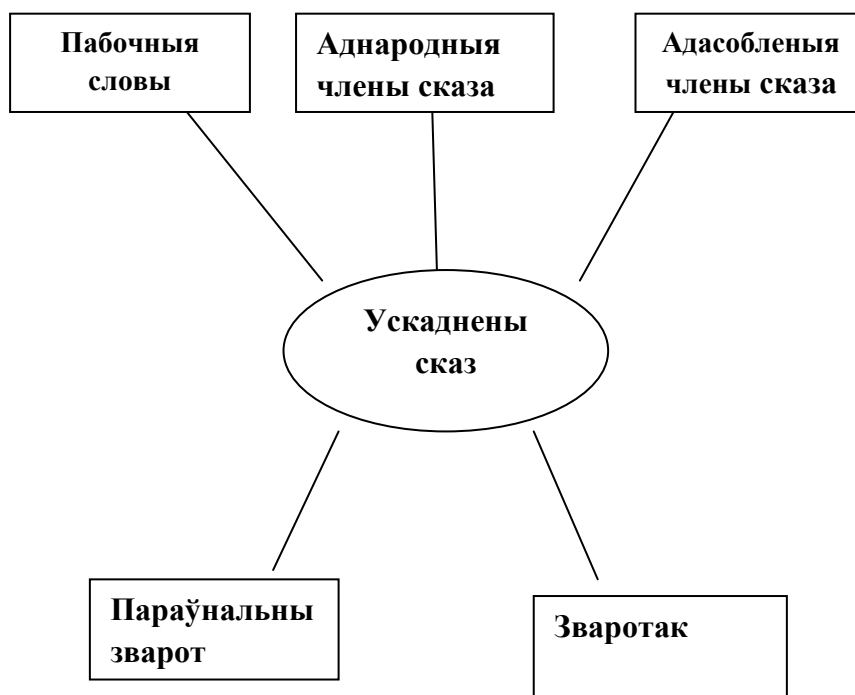 Пабочныя
словы
Аднародныя
члены сказа
Адасобленыя
члены сказа
Ускаднены
сказ
Параўнальны
зварот
Зваротак